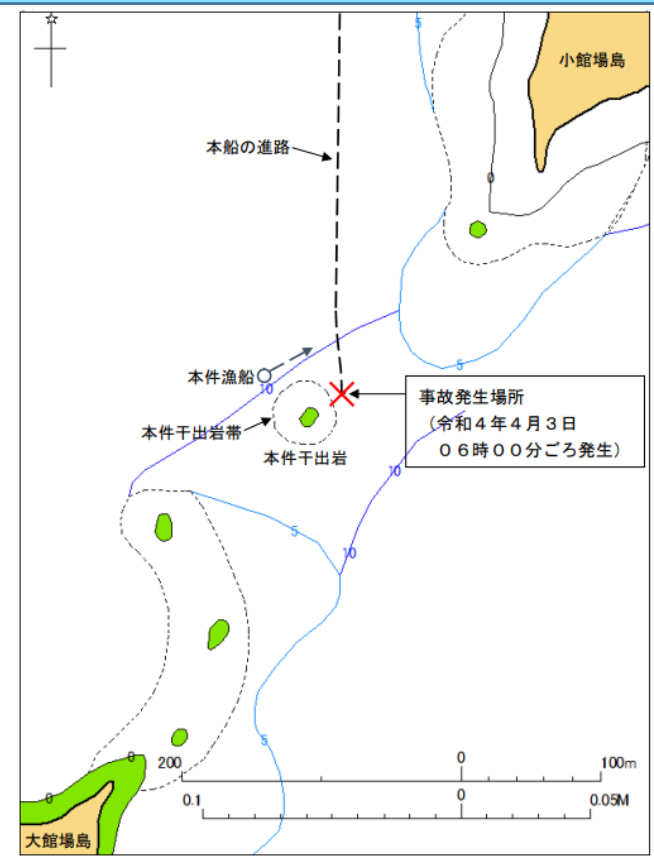 5
小館場島
本船の進路
0
本件漁船
10
5
事故発生場所
(令和4年4月3日
06時00分ごろ発生)
本件干出岩帯
本件干出岩
10
5
10
5
0
200
0
100m
0
0.1
0
0.05M
大館場島